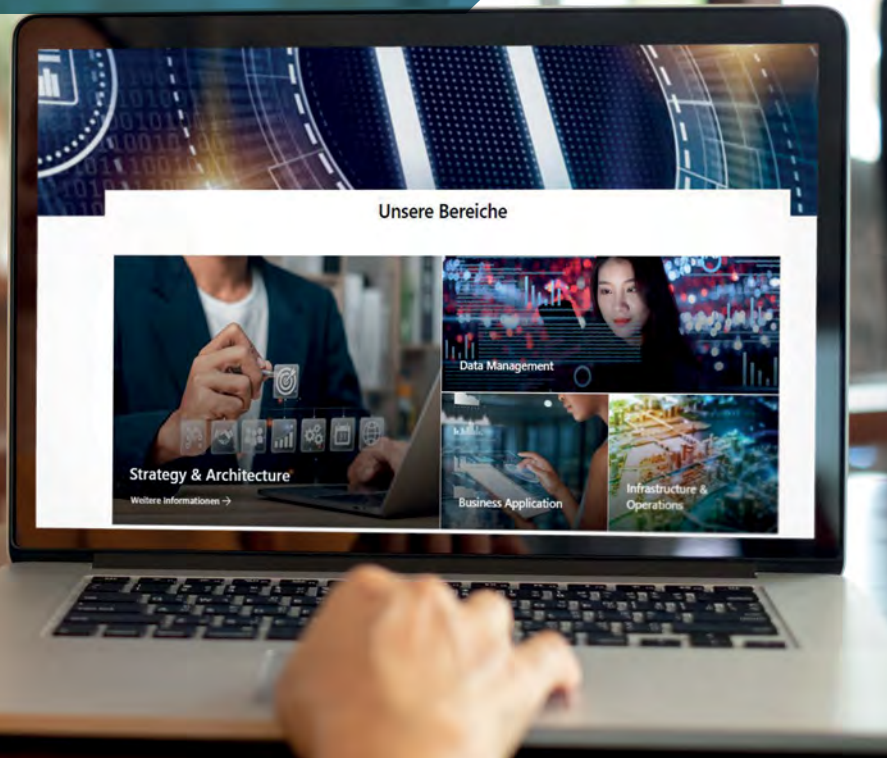 Unsere Bereiche
Data Management
Strategy & Architecture
Weitere Informationen →
Business Application
Infrastructure &
Operations